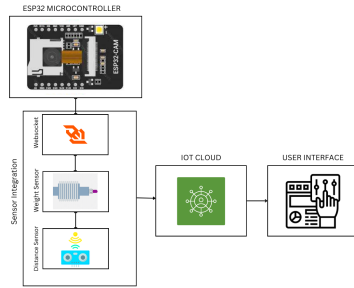 ESP32 MICROCONTROLLER
ESP32-CAM
Websocket
Sensor Integration
Weight Sensor
Distance Sensor
IOT CLOUD
USER INTERFACE